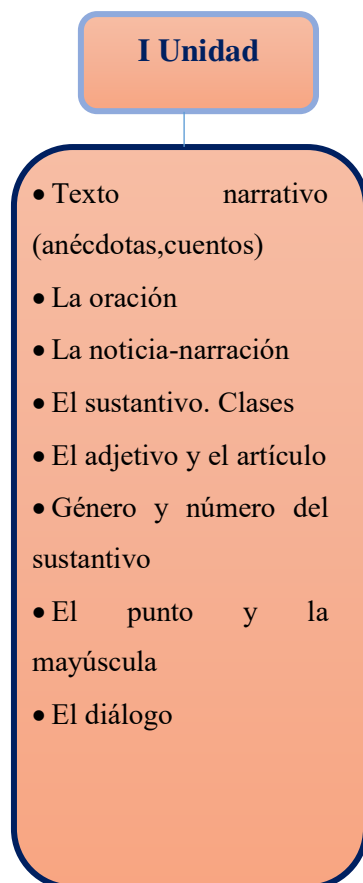 I Unidad
• Texto narrativo
(anécdotas,cuentos)
• La oración
• La noticia-narración
• El sustantivo. Clases
• El adjetivo y el artículo
• Género y número del
sustantivo
• El punto y la
mayúscula
• El diálogo